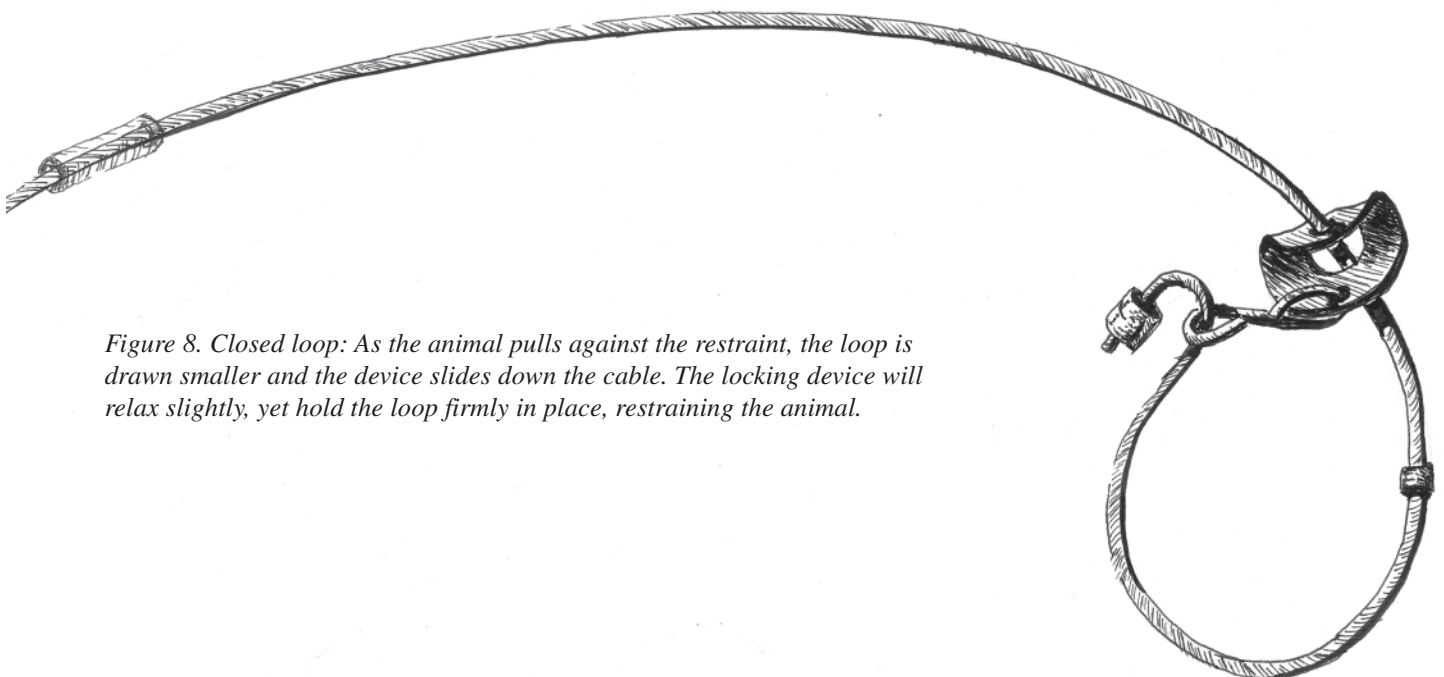 Figure 8. Closed loop: As the animal pulls against the restraint, the loop is
drawn smaller and the device slides down the cable. The locking device will
relax slightly, yet hold the loop firmly in place, restraining the animal.